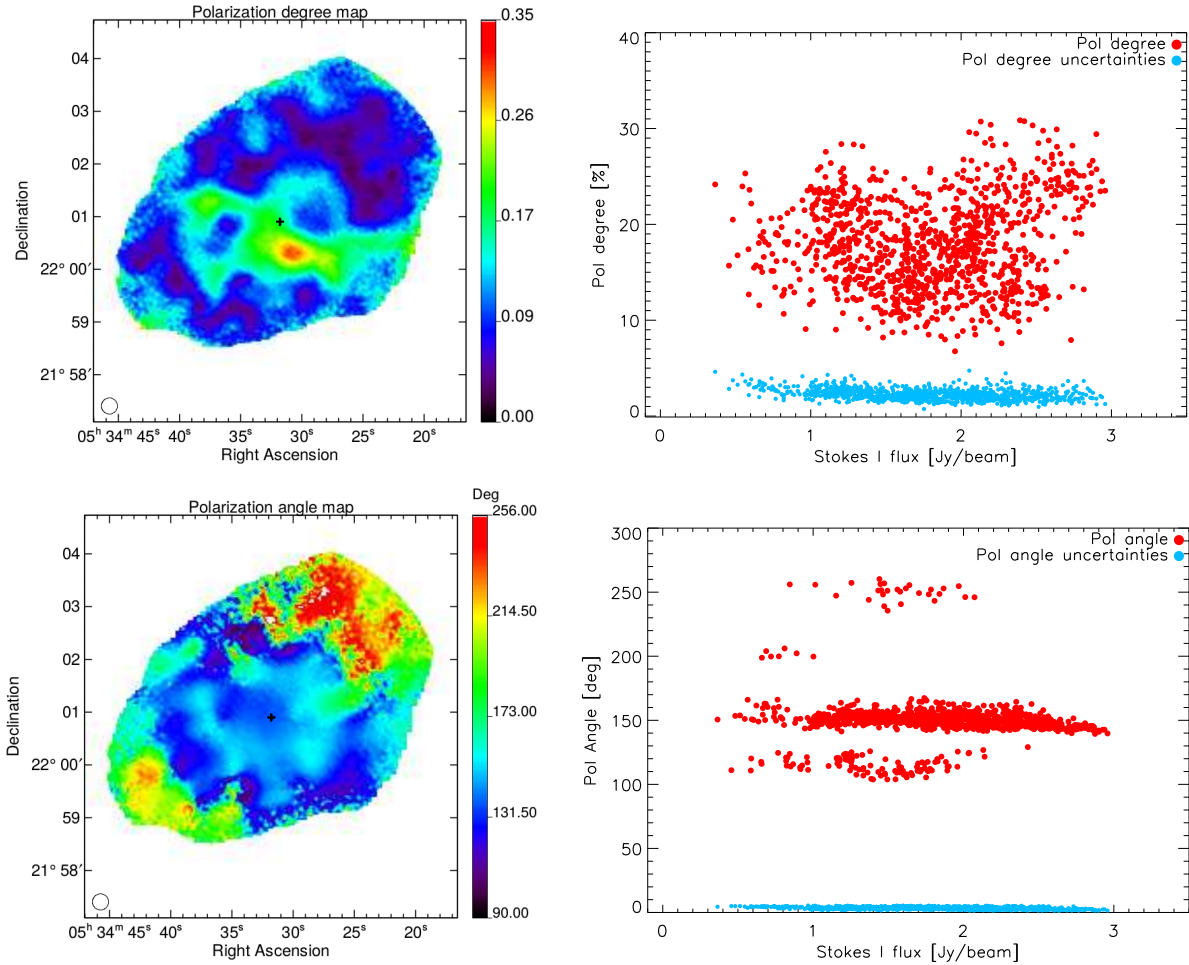 Polarization degree map
0.35
0.26
0.17
0.09
0.00
04
03
02
01
22° 00′
59
21° 58′
Declination
05ʰ 34ᵐ 45ˢ 40ˢ 35ˢ 30ˢ 25ˢ 20ˢ
Right Ascension
Pol degree
Pol degree uncertainties
40
30
20
10
0
Pol degree [%]
0 1 2 3
Stokes I flux [Jy/beam]
Polarization angle map
Deg
256.00
214.50
173.00
131.50
90.00
04
03
02
01
22° 00′
59
21° 58′
Declination
05ʰ 34ᵐ 45ˢ 40ˢ 35ˢ 30ˢ 25ˢ 20ˢ
Right Ascension
Pol angle
Pol angle uncertainties
300
250
200
150
100
50
0
Pol Angle [deg]
0 1 2 3
Stokes I flux [Jy/beam]